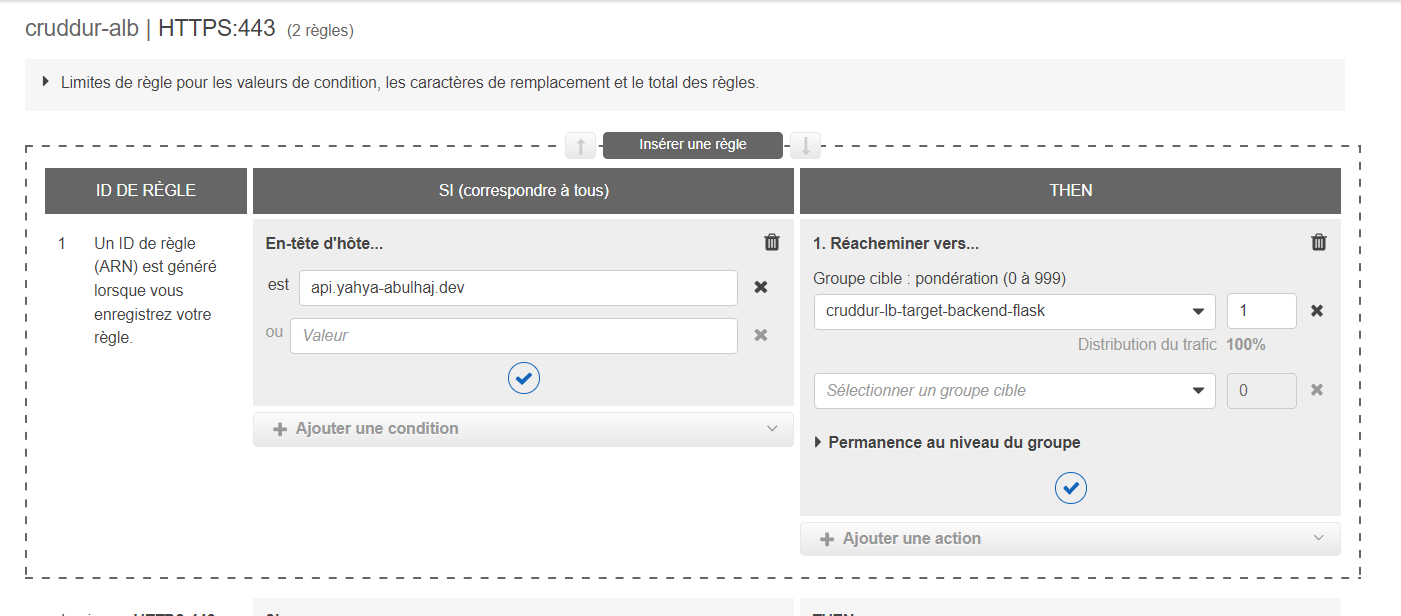 cruddur-alb | HTTPS:443 (2 règles)
Limites de règle pour les valeurs de condition, les caractères de remplacement et le total des règles.
Insérer une règle
ID DE RÈGLE
SI (correspondre à tous)
THEN
1
Un ID de règle
(ARN) est généré
lorsque vous
enregistrez votre
règle.
En-tête d'hôte...
est api.yahya-abulhaj.dev
ou Valeur
Ajouter une condition
1. Réacheminer vers...
Groupe cible : pondération (0 à 999)
cruddur-lb-target-backend-flask 1
Distribution du trafic 100%
Sélectionner un groupe cible 0
Permanence au niveau du groupe
Ajouter une action